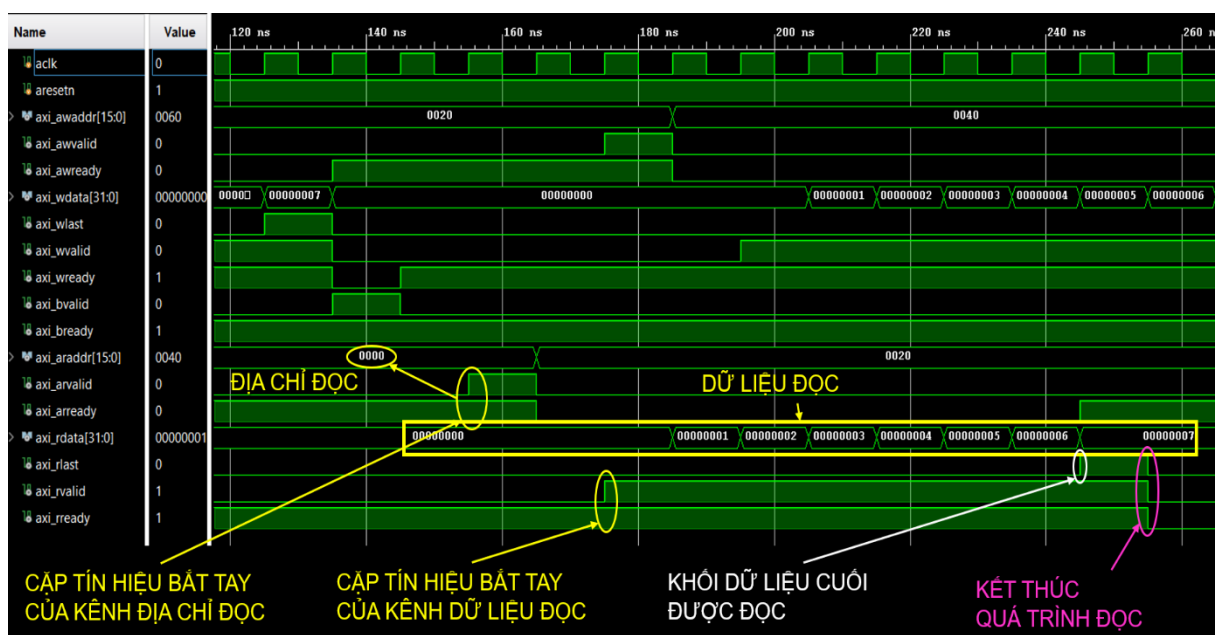 Name Value 120 ns 140 ns 160 ns 180 ns 200 ns 220 ns 240 ns 260 n
aclk 0
aresetn 1
axi_awaddr[15:0] 0060 0020 0040
axi_awvalid 0
axi_awready 0
axi_wdata[31:0] 00000000 0000 00000007 00000000 00000001 00000002 00000003 00000004 00000005 00000006
axi_wlast 0
axi_wvalid 0
axi_wready 1
axi_bvalid 0
axi_bready 1
axi_araddr[15:0] 0040 0000 0020
axi_arvalid 0 ĐỊA CHỈ ĐỌC DỮ LIỆU ĐỌC
axi_arready 0
axi_rdata[31:0] 00000001 00000000 00000001 00000002 00000003 00000004 00000005 00000006 00000007
axi_rlast 0
axi_rvalid 1
axi_rready 1
CẶP TÍN HIỆU BẮT TAY
CỦA KÊNH ĐỊA CHỈ ĐỌC
CẶP TÍN HIỆU BẮT TAY
CỦA KÊNH DỮ LIỆU ĐỌC
KHỐI DỮ LIỆU CUỐI
ĐƯỢC ĐỌC
KẾT THÚC
QUÁ TRÌNH ĐỌC